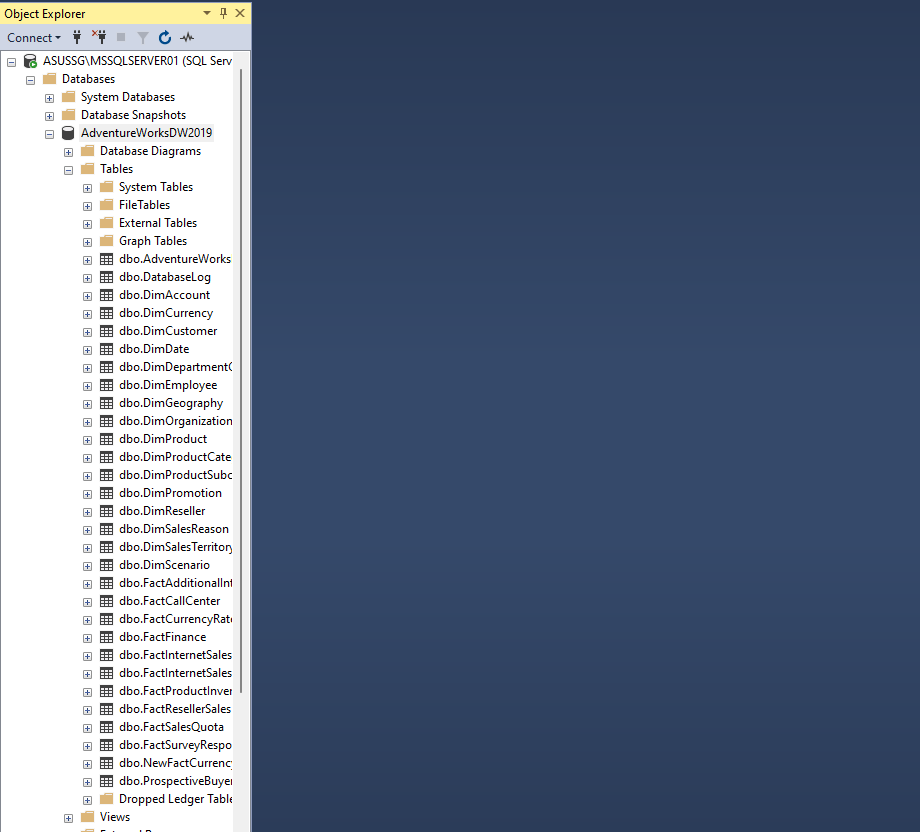 Object Explorer
Connect
ASUSSG\MSSQLSERVER01 (SQL Serv
Databases
System Databases
Database Snapshots
AdventureWorksDW2019
Database Diagrams
Tables
System Tables
FileTables
External Tables
Graph Tables
dbo.AdventureWorks
dbo.DatabaseLog
dbo.DimAccount
dbo.DimCurrency
dbo.DimCustomer
dbo.DimDate
dbo.DimDepartmentG
dbo.DimEmployee
dbo.DimGeography
dbo.DimOrganization
dbo.DimProduct
dbo.DimProductCate
dbo.DimProductSubc
dbo.DimPromotion
dbo.DimReseller
dbo.DimSalesReason
dbo.DimSalesTerritory
dbo.DimScenario
dbo.FactAdditionalInt
dbo.FactCallCenter
dbo.FactCurrencyRate
dbo.FactFinance
dbo.FactInternetSales
dbo.FactInternetSales
dbo.FactProductInver
dbo.FactResellerSales
dbo.FactSalesQuota
dbo.FactSurveyRespo
dbo.NewFactCurrency
dbo.ProspectiveBuyer
Dropped Ledger Table
Views